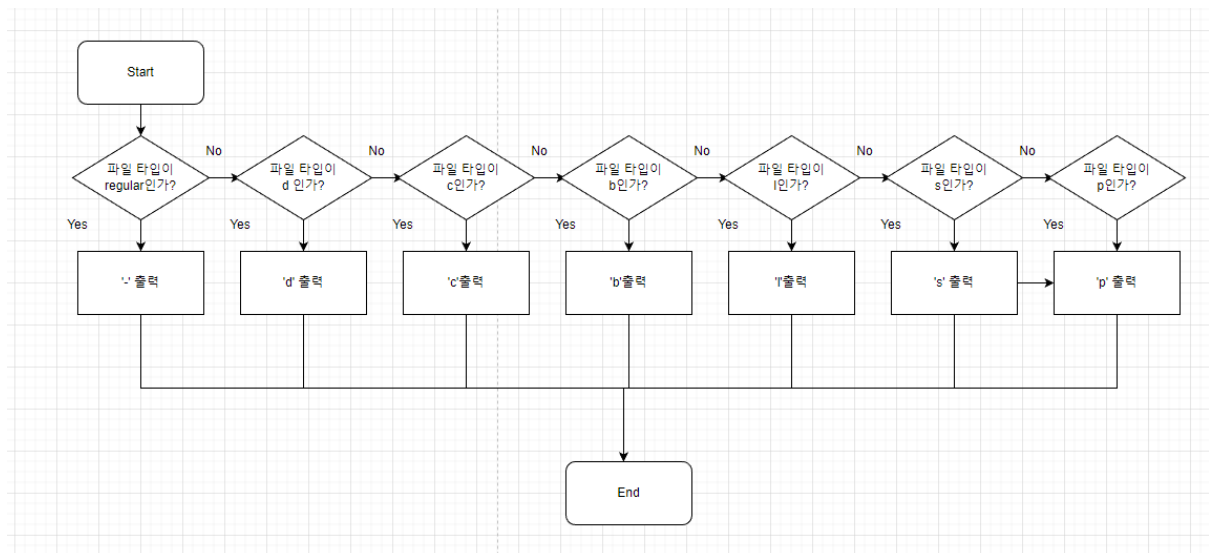 Start
No
No
No
No
No
No
파일 타입이
regular인가?
파일 타입이
d 인가?
파일 타입이
c인가?
파일 타입이
b인가?
파일 타입이
l인가?
파일 타입이
s인가?
파일 타입이
p인가?
Yes
Yes
Yes
Yes
Yes
Yes
Yes
'-' 출력
'd' 출력
'c'출력
'b'출력
'l'출력
's' 출력
'p' 출력
End